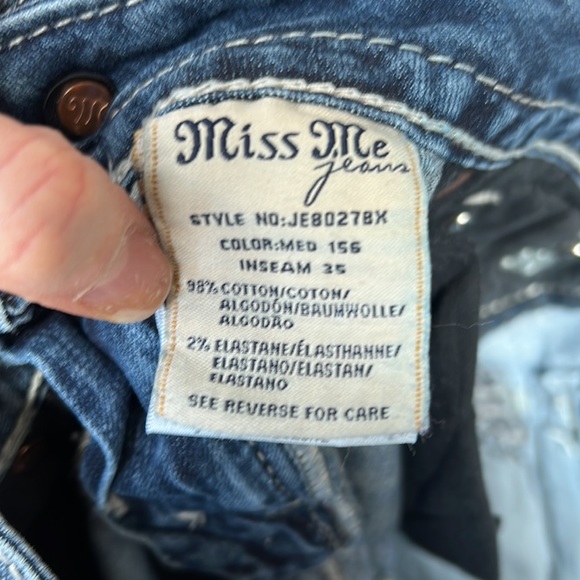 Miss Me
jeans
STYLE NO:JE8027BX
COLOR:MED 156
INSEAM 35
98% COTTON/COTON/
ALGODÓN/BAUMWOLLE/
ALGODÃO
2% ELASTANE/ÉLASTHANNE/
ELASTANO/ELASTAN/
ELASTANO
SEE REVERSE FOR CARE